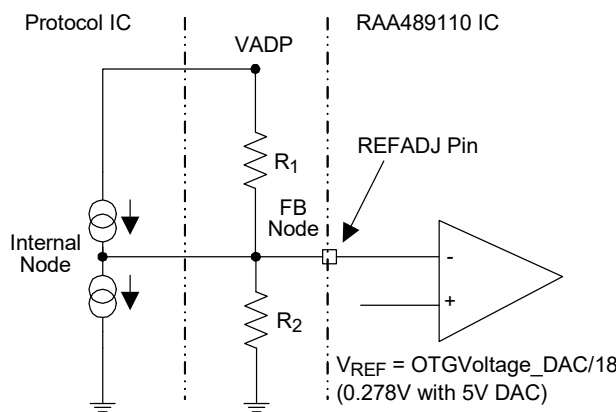 Protocol IC
RAA489110 IC
VADP
REFADJ Pin
R1
FB
Node
Internal
Node
-
+
R2
VREF = OTGVoltage_DAC/18
(0.278V with 5V DAC)